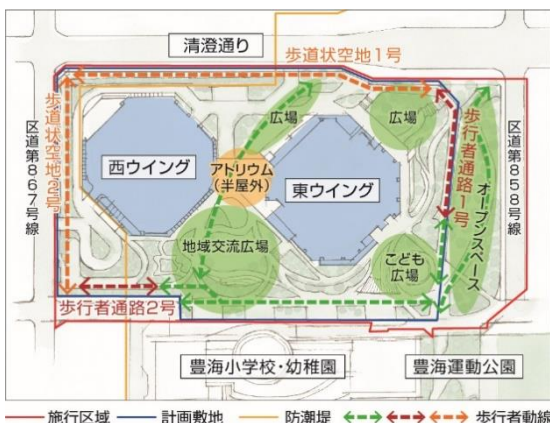 清澄通り
歩道状空地1号
歩道状空地2号
区道第867号線
西ウイング
広場
アトリウム
(半屋外)
東ウイング
広場
歩行者通路1号
オープンスペース
区道第858号線
地域交流広場
こども
広場
歩行者通路2号
豊海小学校・幼稚園
豊海運動公園
施行区域
計画敷地
防潮堤
歩行者動線